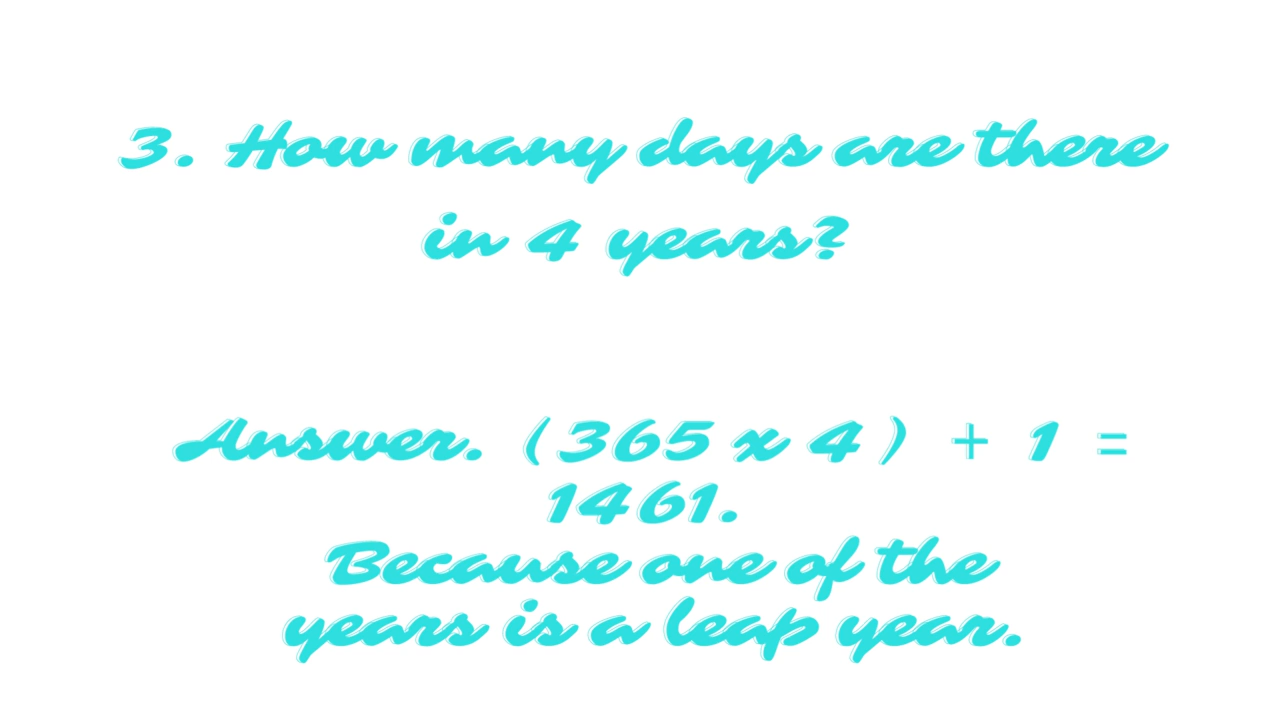 3. How many days are there
in 4 years?
Answer. (365 x 4) + 1 =
1461.
Because one of the
years is a leap year.